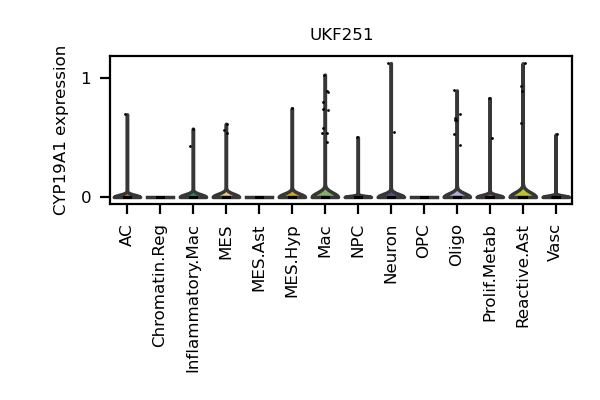 UKF251
CYP19A1 expression
1
0
AC
Chromatin.Reg
Inflammatory.Mac
MES
MES.Ast
MES.Hyp
Mac
NPC
Neuron
OPC
Oligo
Prolif.Metab
Reactive.Ast
Vasc